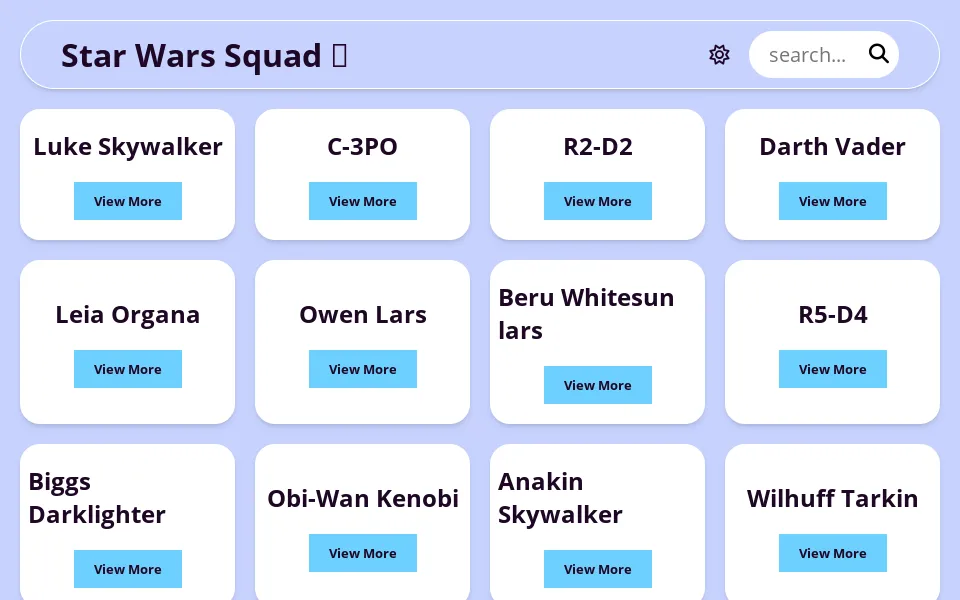 Star Wars Squad
search...
Luke Skywalker
View More
C-3PO
View More
R2-D2
View More
Darth Vader
View More
Leia Organa
View More
Owen Lars
View More
Beru Whitesun
lars
View More
R5-D4
View More
Biggs
Darklighter
View More
Obi-Wan Kenobi
View More
Anakin
Skywalker
View More
Wilhuff Tarkin
View More